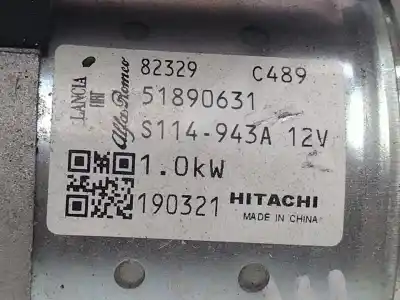 82329 C489
LANCIA
FIAT
Alfa Romeo
51890631
S114-943A 12V
1.0kW
190321 HITACHI
MADE IN CHINA